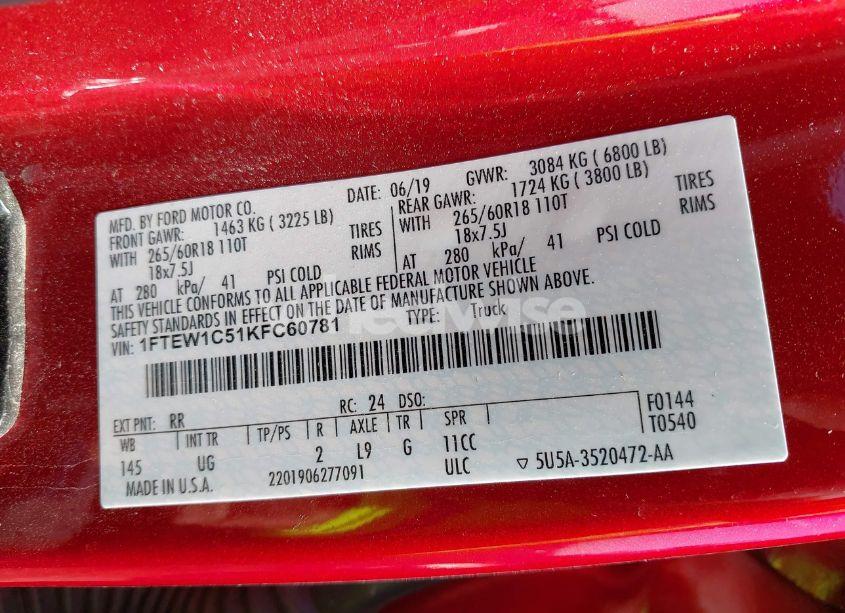 MFD. BY FORD MOTOR CO. DATE: 06/19 GVWR: 3084 KG ( 6800 LB)
FRONT GAWR: 1463 KG ( 3225 LB) REAR GAWR: 1724 KG ( 3800 LB)
WITH 265/60R18 110T TIRES WITH 265/60R18 110T TIRES
18x7.5J RIMS 18x7.5J RIMS
AT 280 kPa/ 41 PSI COLD AT 280 kPa/ 41 PSI COLD
THIS VEHICLE CONFORMS TO ALL APPLICABLE FEDERAL MOTOR VEHICLE
SAFETY STANDARDS IN EFFECT ON THE DATE OF MANUFACTURE SHOWN ABOVE.
VIN: 1FTEW1C51KFC60781 TYPE: Truck
EXT PNT: RR RC: 24 DSO: F0144
WB INT TR TP/PS R AXLE TR SPR T0540
145 UG 2 L9 G 11CC
MADE IN U.S.A. 2201906277091 ULC ▽ 5U5A-3520472-AA